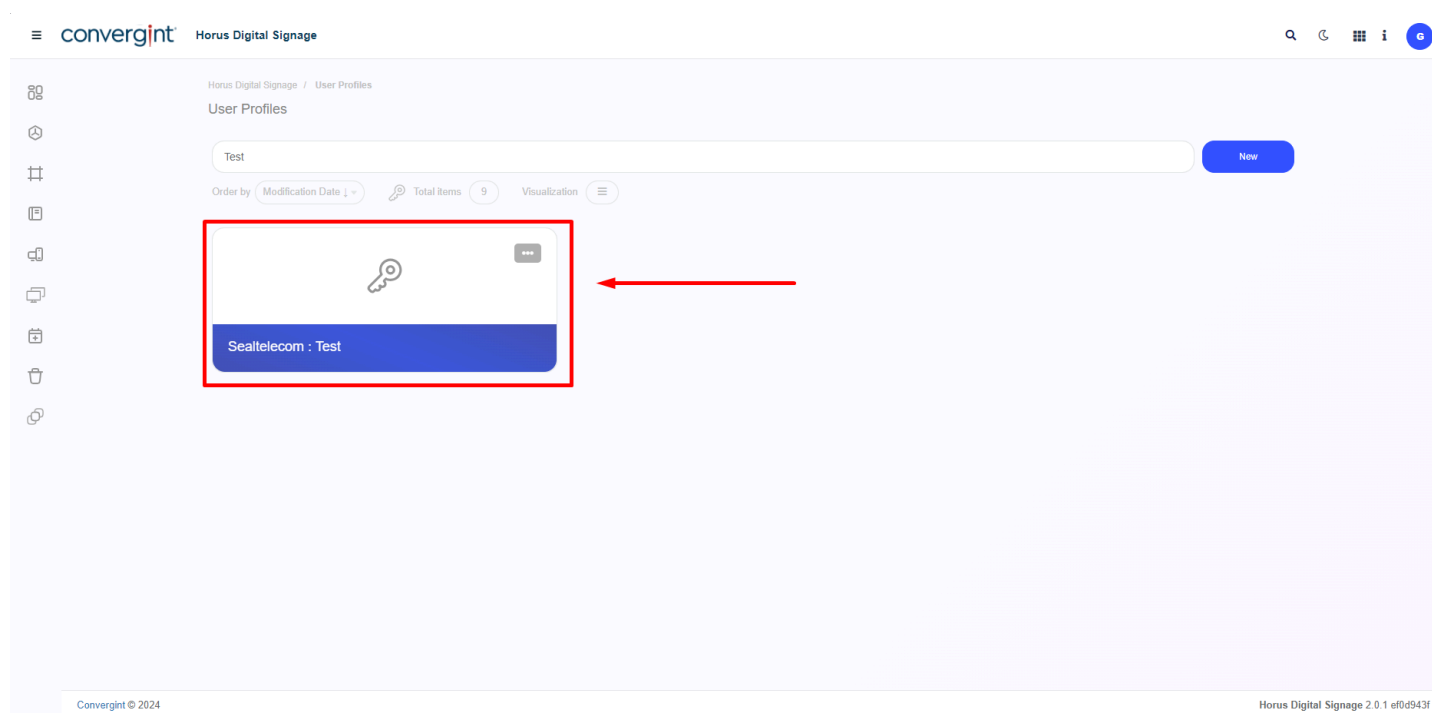 convergint Horus Digital Signage G
Horus Digital Signage / User Profiles
User Profiles
Test New
Order by Modification Date ↓ Total items 9 Visualization
Sealtelecom : Test
Convergint © 2024 Horus Digital Signage 2.0.1 ef0d943f